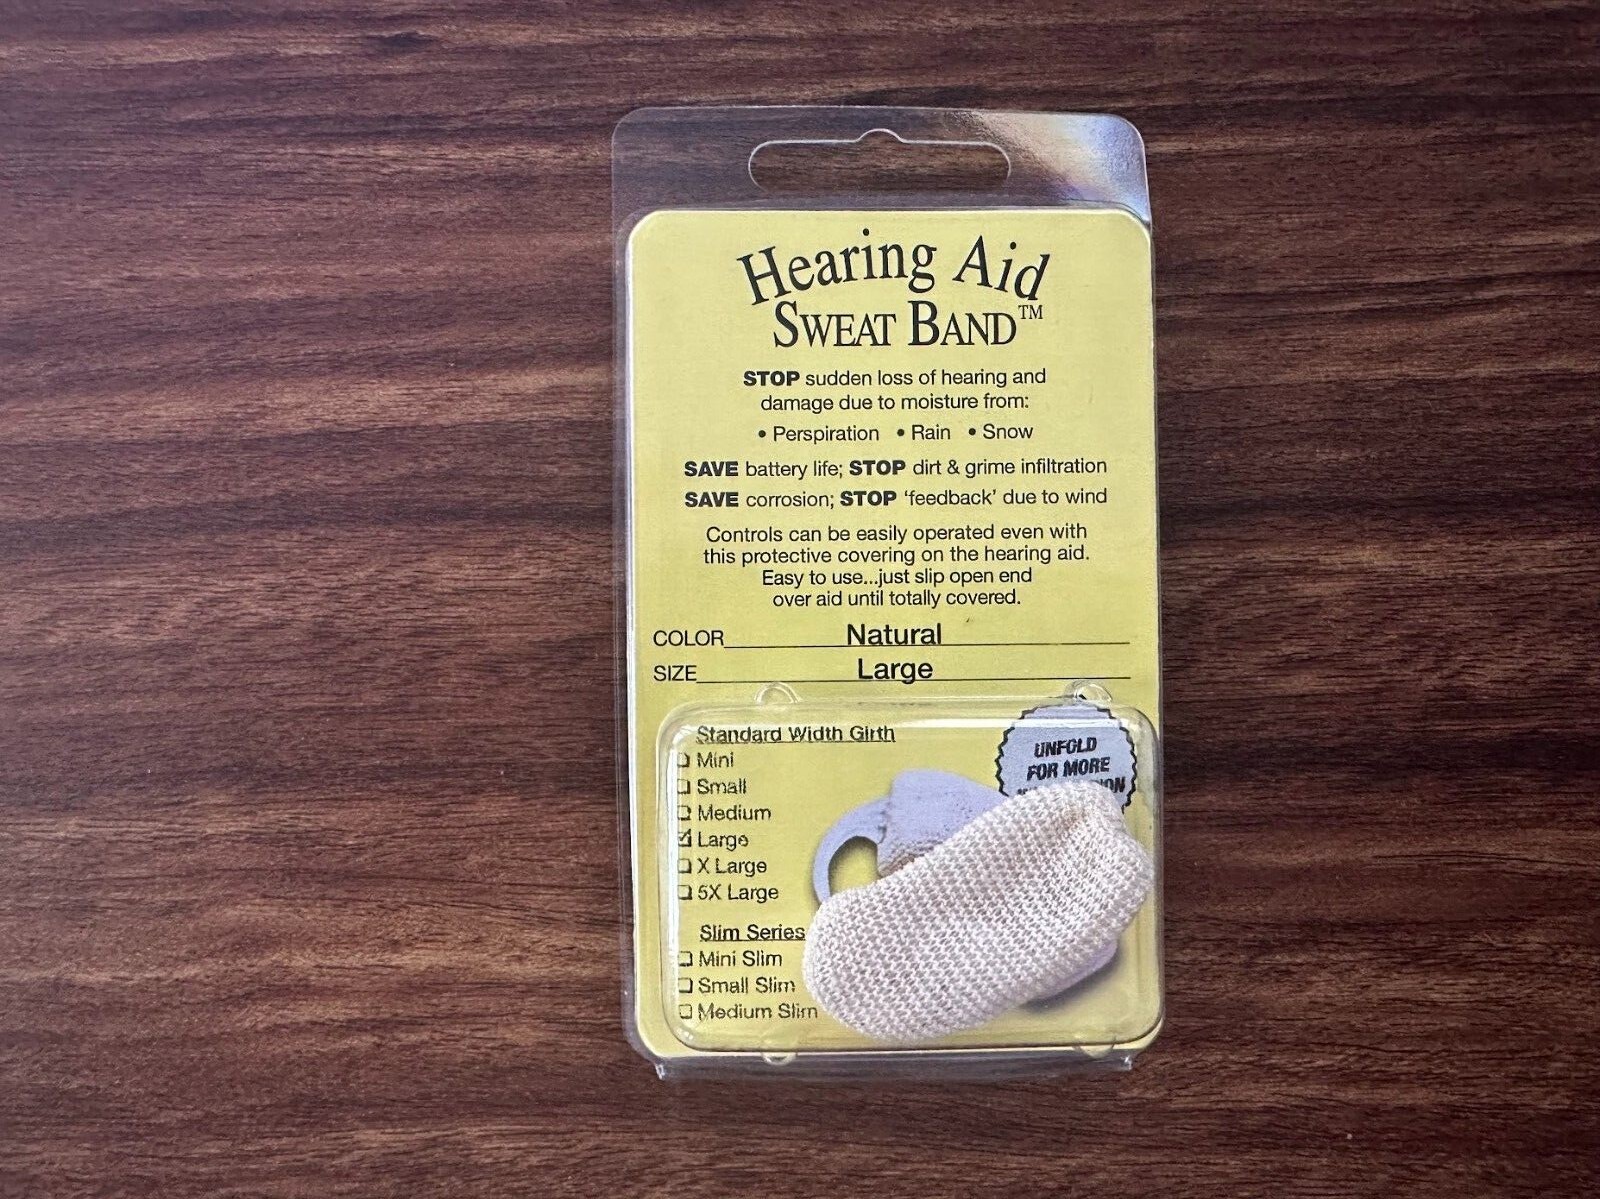 Hearing Aid
SWEAT BAND™
STOP sudden loss of hearing and
damage due to moisture from:
• Perspiration • Rain • Snow
SAVE battery life; STOP dirt & grime infiltration
SAVE corrosion; STOP ‘feedback’ due to wind
Controls can be easily operated even with
this protective covering on the hearing aid.
Easy to use...just slip open end
over aid until totally covered.
COLOR Natural
SIZE Large
Standard Width Girth
Mini
Small
Medium
Large
X Large
5X Large
Slim Series
Mini Slim
Small Slim
Medium Slim
UNFOLD
FOR MORE